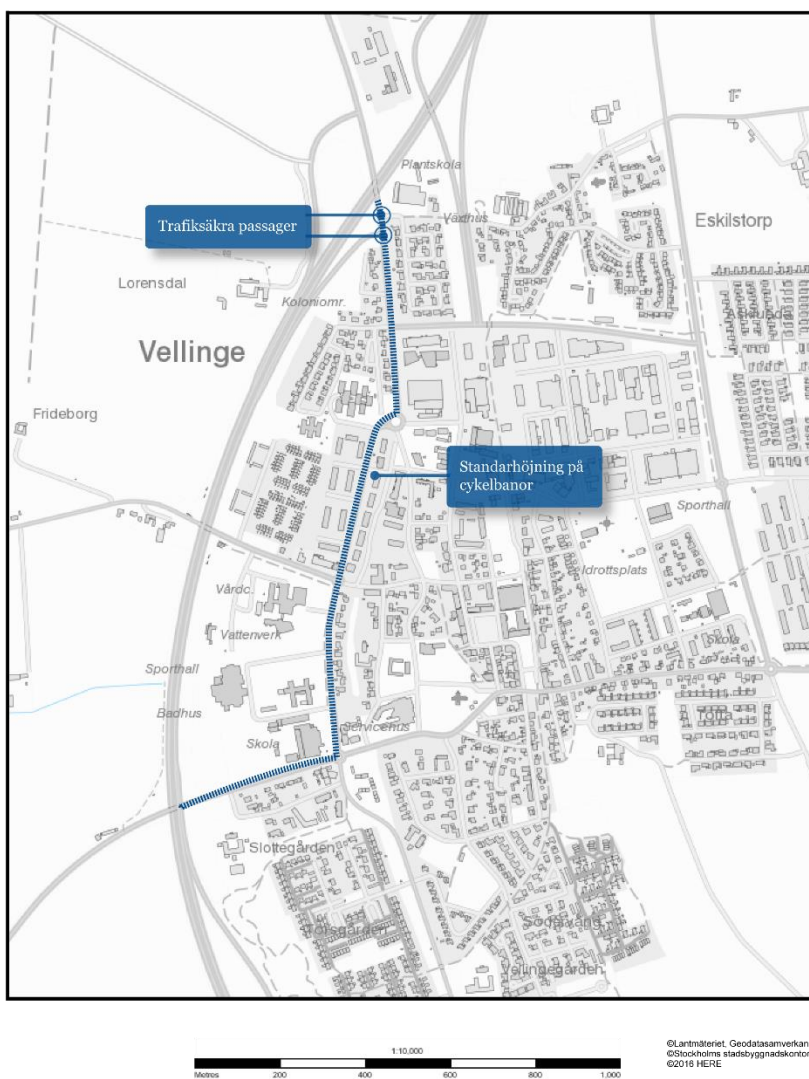 Plantskola
Växthus
Trafiksäkra passager
Eskilstorp
Lorensdal
Koloniomr.
Vellinge
Frideborg
Standarhöjning på
cykelbanor
Sporthall
Idrottsplats
Vårdc.
Vattenverk
Skola
Sporthall
Badhus
Servicehus
Skola
Slottegården
Södervång
Vellingegården
1:10,000
Metres 200 400 600 800 1,000
©Lantmäteriet, Geodatasamverkan
©Stockholms stadsbyggnadskontor
©2016 HERE